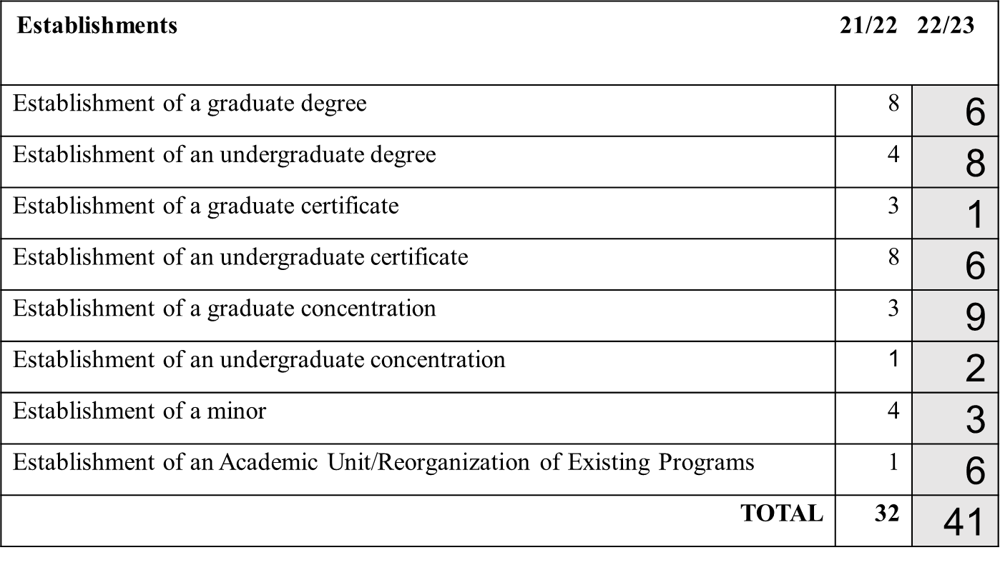 Establishments 21/22 22/23
Establishment of a graduate degree 8 6
Establishment of an undergraduate degree 4 8
Establishment of a graduate certificate 3 1
Establishment of an undergraduate certificate 8 6
Establishment of a graduate concentration 3 9
Establishment of an undergraduate concentration 1 2
Establishment of a minor 4 3
Establishment of an Academic Unit/Reorganization of Existing Programs 1 6
TOTAL 32 41